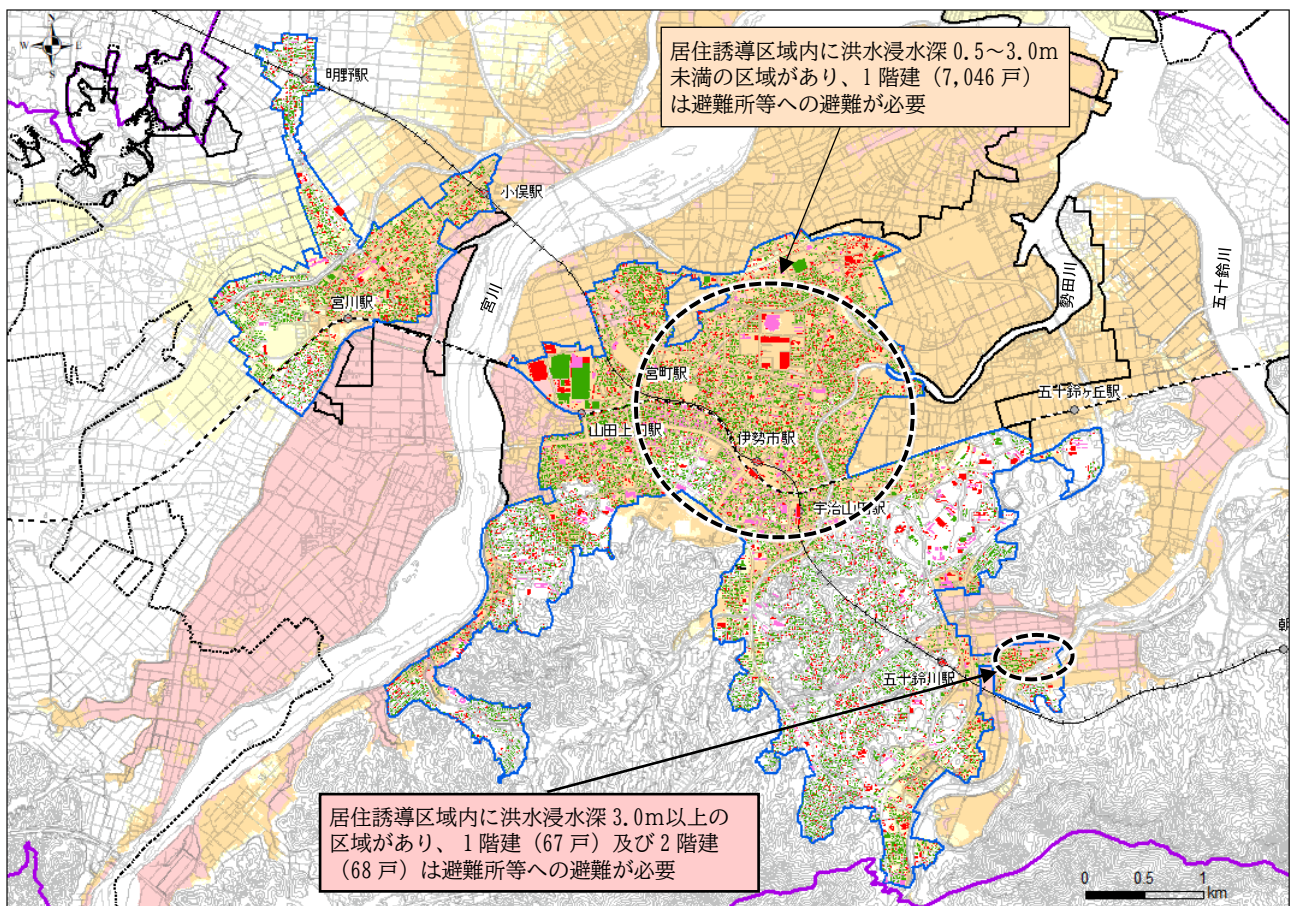 居住誘導区域内に洪水浸水深 0.5～3.0m
未満の区域があり、1 階建（7,046 戸）
は避難所等への避難が必要
N
W
E
S
明野駅
小俣駅
宮川
勢田川
五十鈴川
宮川駅
宮町駅
五十鈴ヶ丘駅
山田上口駅
伊勢市駅
宇治山田駅
朝
五十鈴川駅
居住誘導区域内に洪水浸水深 3.0m以上の
区域があり、1 階建（67 戸）及び 2 階建
（68 戸）は避難所等への避難が必要
0 0.5 1
km